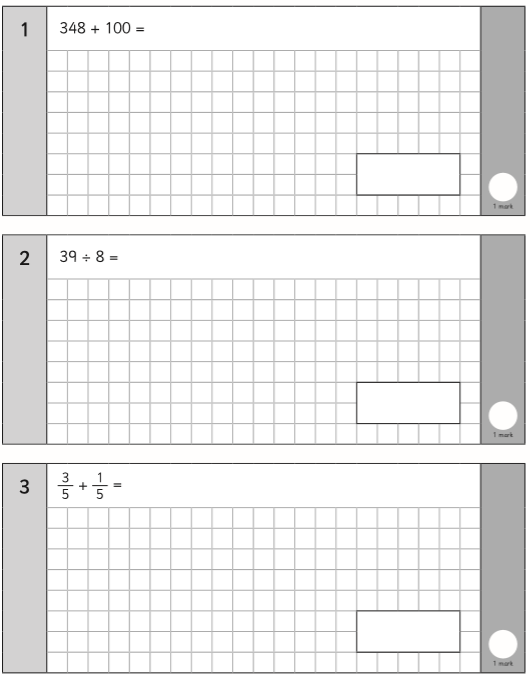 1
348 + 100 =
1 mark
2
39 ÷ 8 =
1 mark
3
3/5 + 1/5 =
1 mark